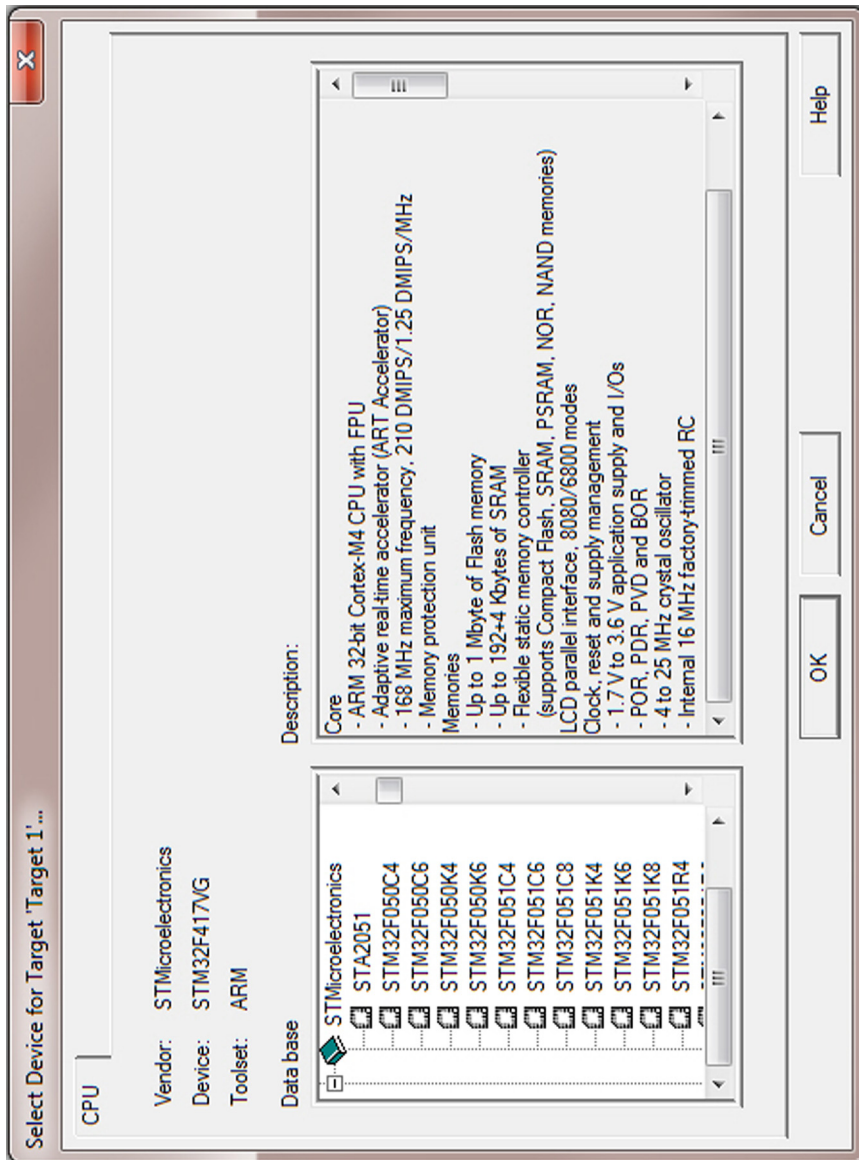 Select Device for Target 'Target 1'...
CPU
Vendor: STMicroelectronics
Device: STM32F417VG
Toolset: ARM
Data base
STMicroelectronics
STA2051
STM32F050C4
STM32F050C6
STM32F050K4
STM32F050K6
STM32F051C4
STM32F051C6
STM32F051C8
STM32F051K4
STM32F051K6
STM32F051K8
STM32F051R4
Description:
Core
- ARM 32-bit Cortex-M4 CPU with FPU
- Adaptive real-time accelerator (ART Accelerator)
- 168 MHz maximum frequency, 210 DMIPS/1.25 DMIPS/MHz
- Memory protection unit
Memories
- Up to 1 Mbyte of Flash memory
- Up to 192+4 Kbytes of SRAM
- Flexible static memory controller
(supports Compact Flash, SRAM, PSRAM, NOR, NAND memories)
LCD parallel interface, 8080/6800 modes
Clock, reset and supply management
- 1.7 V to 3.6 V application supply and I/Os
- POR, PDR, PVD and BOR
- 4 to 25 MHz crystal oscillator
- Internal 16 MHz factory-trimmed RC
OK
Cancel
Help